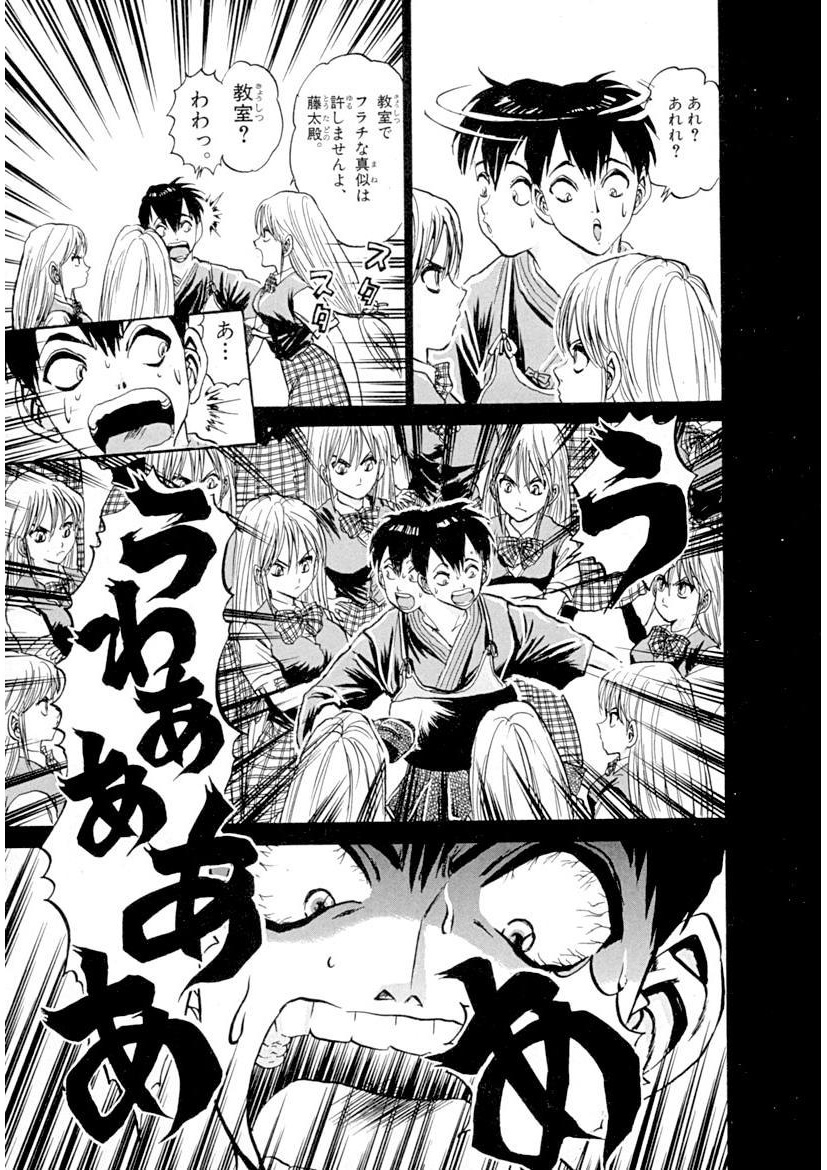 あれ?
あれれ?
教室で
フラチな真似は
許しませんよ、
藤太殿。
教室?
わわっ。
スタ
スタ
あ…
う
うわぁ
ぁ
あ
あ
あ